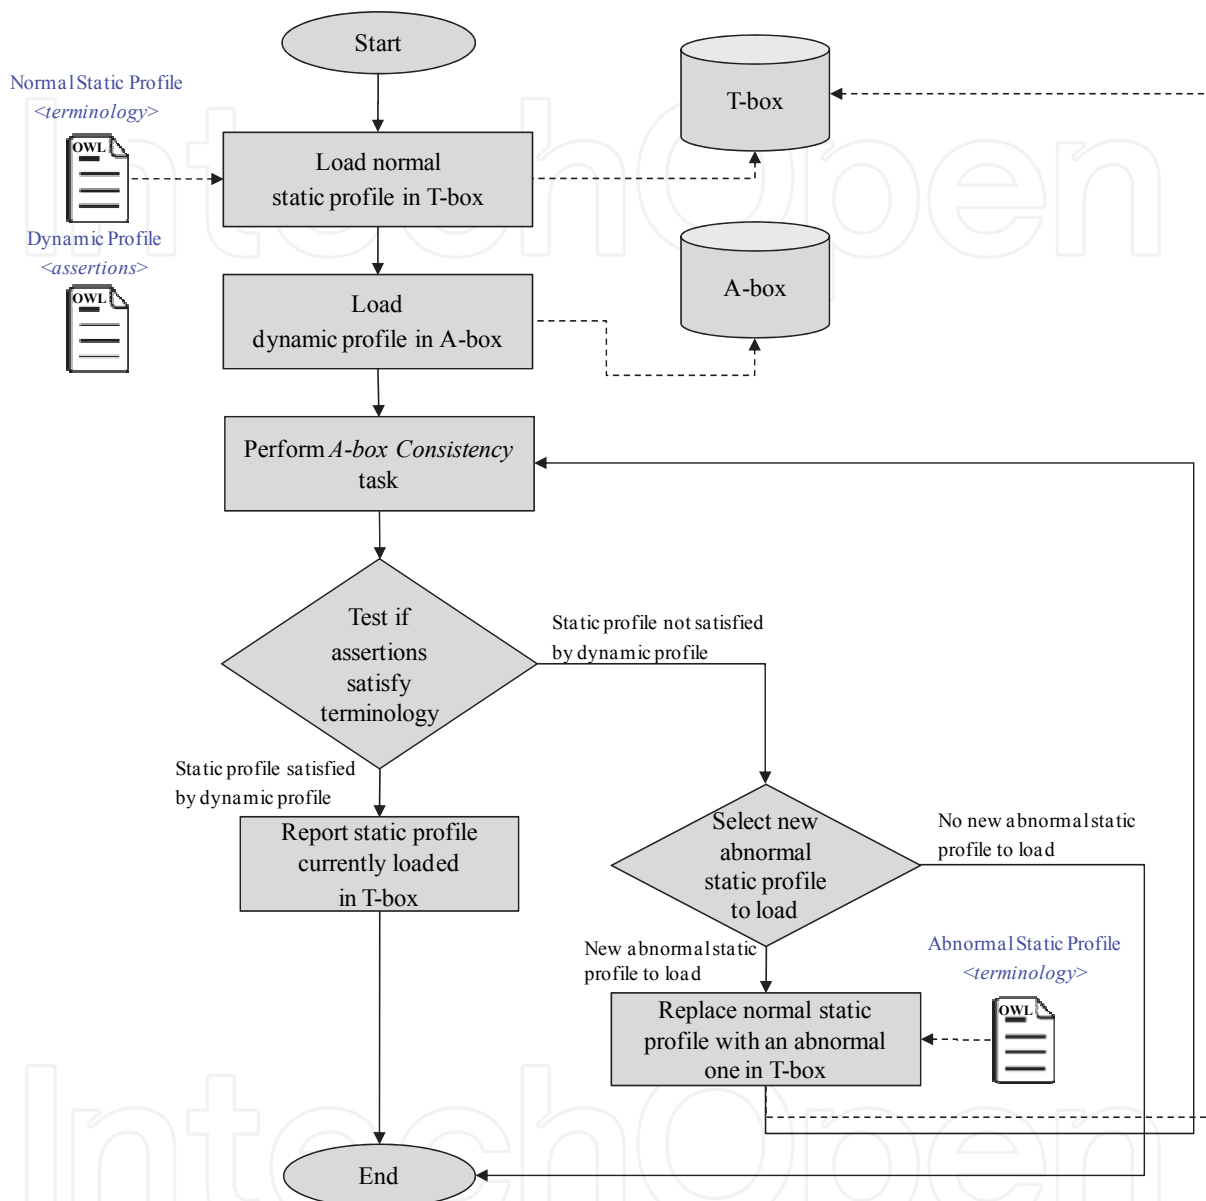 Start
T-box
Normal Static Profile
<terminology>
OWL
Load normal
static profile in T-box
IntechOpen
Dynamic Profile
<assertions>
OWL
Load
dynamic profile in A-box
A-box
Perform A-box Consistency
task
Test if
assertions
satisfy
terminology
Static profile not satisfied
by dynamic profile
Static profile satisfied
by dynamic profile
Report static profile
currently loaded
in T-box
Select new
abnormal
static profile
to load
No new abnormal static
profile to load
New abnormal static
profile to load
Abnormal Static Profile
<terminology>
OWL
Replace normal static
profile with an abnormal
one in T-box
IntechOpen
End